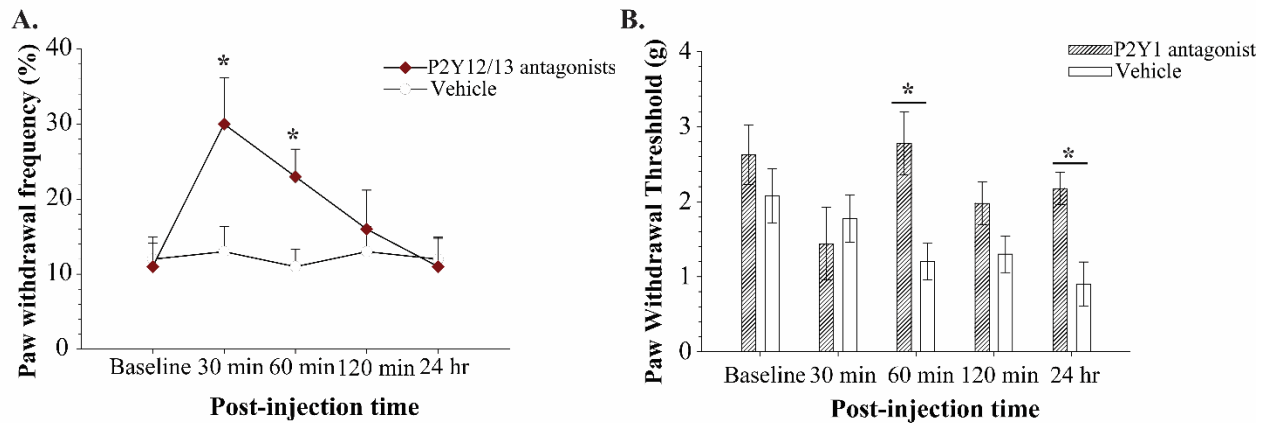 A.
Paw withdrawal frequency (%)
40
30
20
10
0
*
*
P2Y12/13 antagonists
Vehicle
Baseline 30 min 60 min 120 min 24 hr
Post-injection time
B.
Paw Withdrawal Threshhold (g)
4
3
2
1
0
P2Y1 antagonist
Vehicle
*
*
Baseline 30 min 60 min 120 min 24 hr
Post-injection time